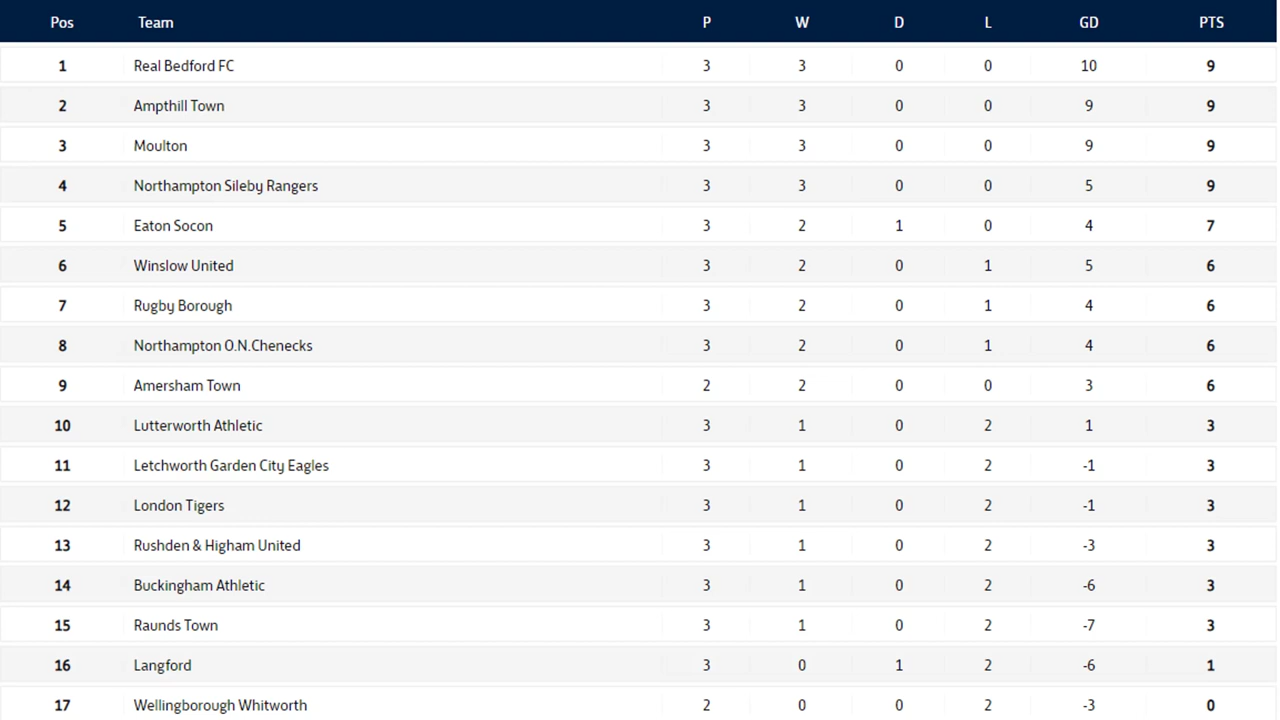 Pos Team P W D L GD PTS
1 Real Bedford FC 3 3 0 0 10 9
2 Ampthill Town 3 3 0 0 9 9
3 Moulton 3 3 0 0 9 9
4 Northampton Sileby Rangers 3 3 0 0 5 9
5 Eaton Socon 3 2 1 0 4 7
6 Winslow United 3 2 0 1 5 6
7 Rugby Borough 3 2 0 1 4 6
8 Northampton O.N.Chenecks 3 2 0 1 4 6
9 Amersham Town 2 2 0 0 3 6
10 Lutterworth Athletic 3 1 0 2 1 3
11 Letchworth Garden City Eagles 3 1 0 2 -1 3
12 London Tigers 3 1 0 2 -1 3
13 Rushden & Higham United 3 1 0 2 -3 3
14 Buckingham Athletic 3 1 0 2 -6 3
15 Raunds Town 3 1 0 2 -7 3
16 Langford 3 0 1 2 -6 1
17 Wellingborough Whitworth 2 0 0 2 -3 0